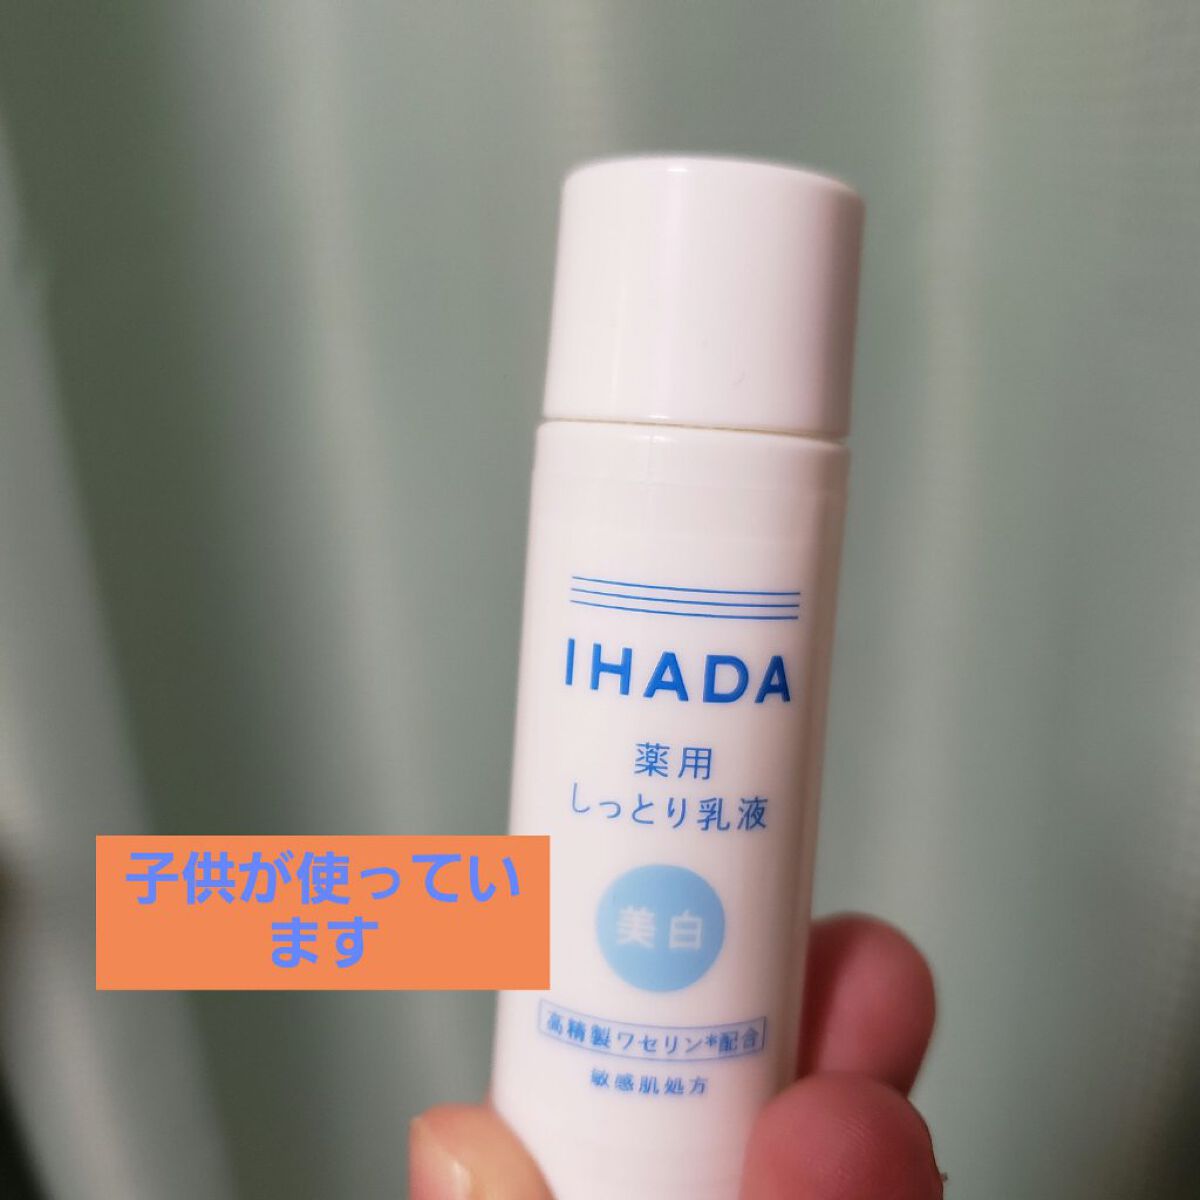 IHADA
薬用
しっとり乳液
美白
高精製ワセリン*配合
敏感肌処方
子供が使ってい
ます